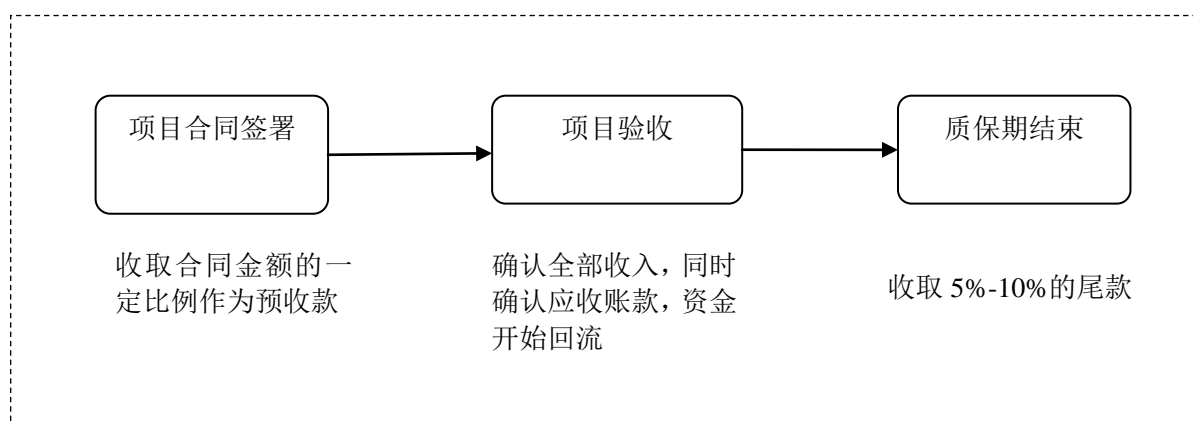 项目合同签署
项目验收
质保期结束
收取合同金额的一
定比例作为预收款
确认全部收入，同时
确认应收账款，资金
开始回流
收取 5%-10%的尾款